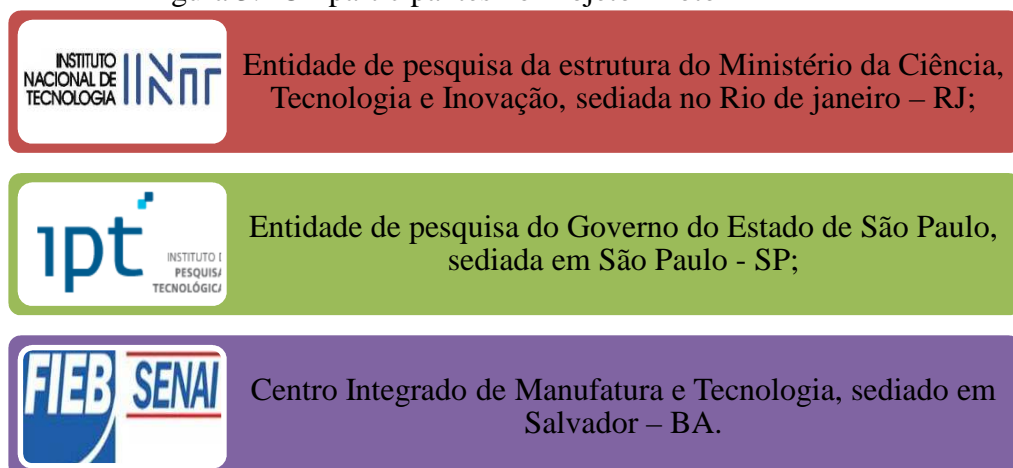 INSTITUTO
NACIONAL DE
TECNOLOGIA
INT
Entidade de pesquisa da estrutura do Ministério da Ciência,
Tecnologia e Inovação, sediada no Rio de janeiro – RJ;
ipt
INSTITUTO
PESQUISA
TECNOLÓGICA
Entidade de pesquisa do Governo do Estado de São Paulo,
sediada em São Paulo - SP;
FIEB SENAI
Centro Integrado de Manufatura e Tecnologia, sediado em
Salvador – BA.